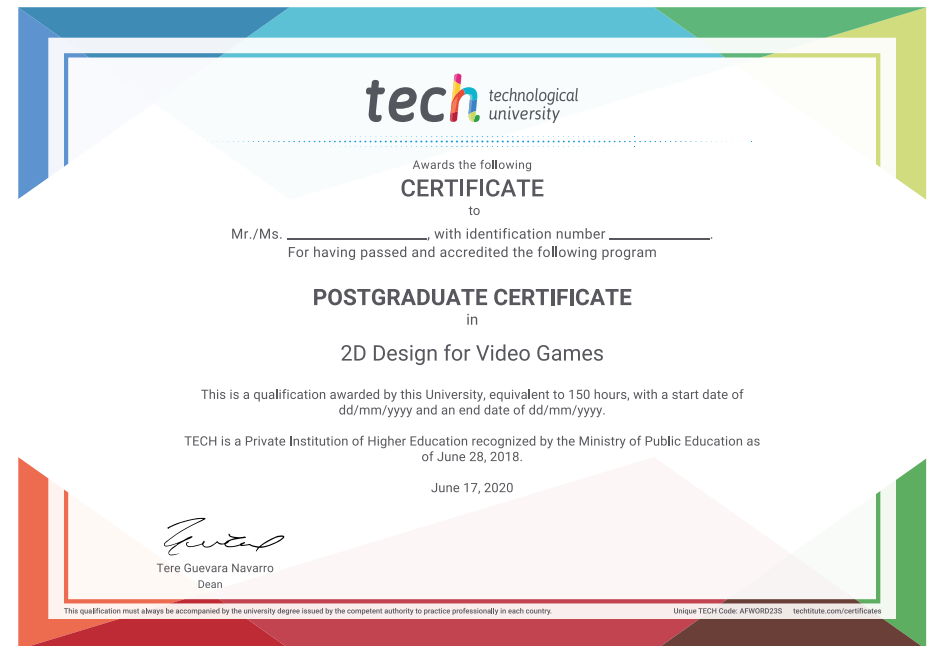 tech technological
university
Awards the following
CERTIFICATE
to
Mr./Ms. ____________________, with identification number ______________.
For having passed and accredited the following program
POSTGRADUATE CERTIFICATE
in
2D Design for Video Games
This is a qualification awarded by this University, equivalent to 150 hours, with a start date of
dd/mm/yyyy and an end date of dd/mm/yyyy.
TECH is a Private Institution of Higher Education recognized by the Ministry of Public Education as
of June 28, 2018.
June 17, 2020
Tere Guevara Navarro
Dean
This qualification must always be accompanied by the university degree issued by the competent authority to practice professionally in each country.
Unique TECH Code: AFWORD23S techtitute.com/certificates